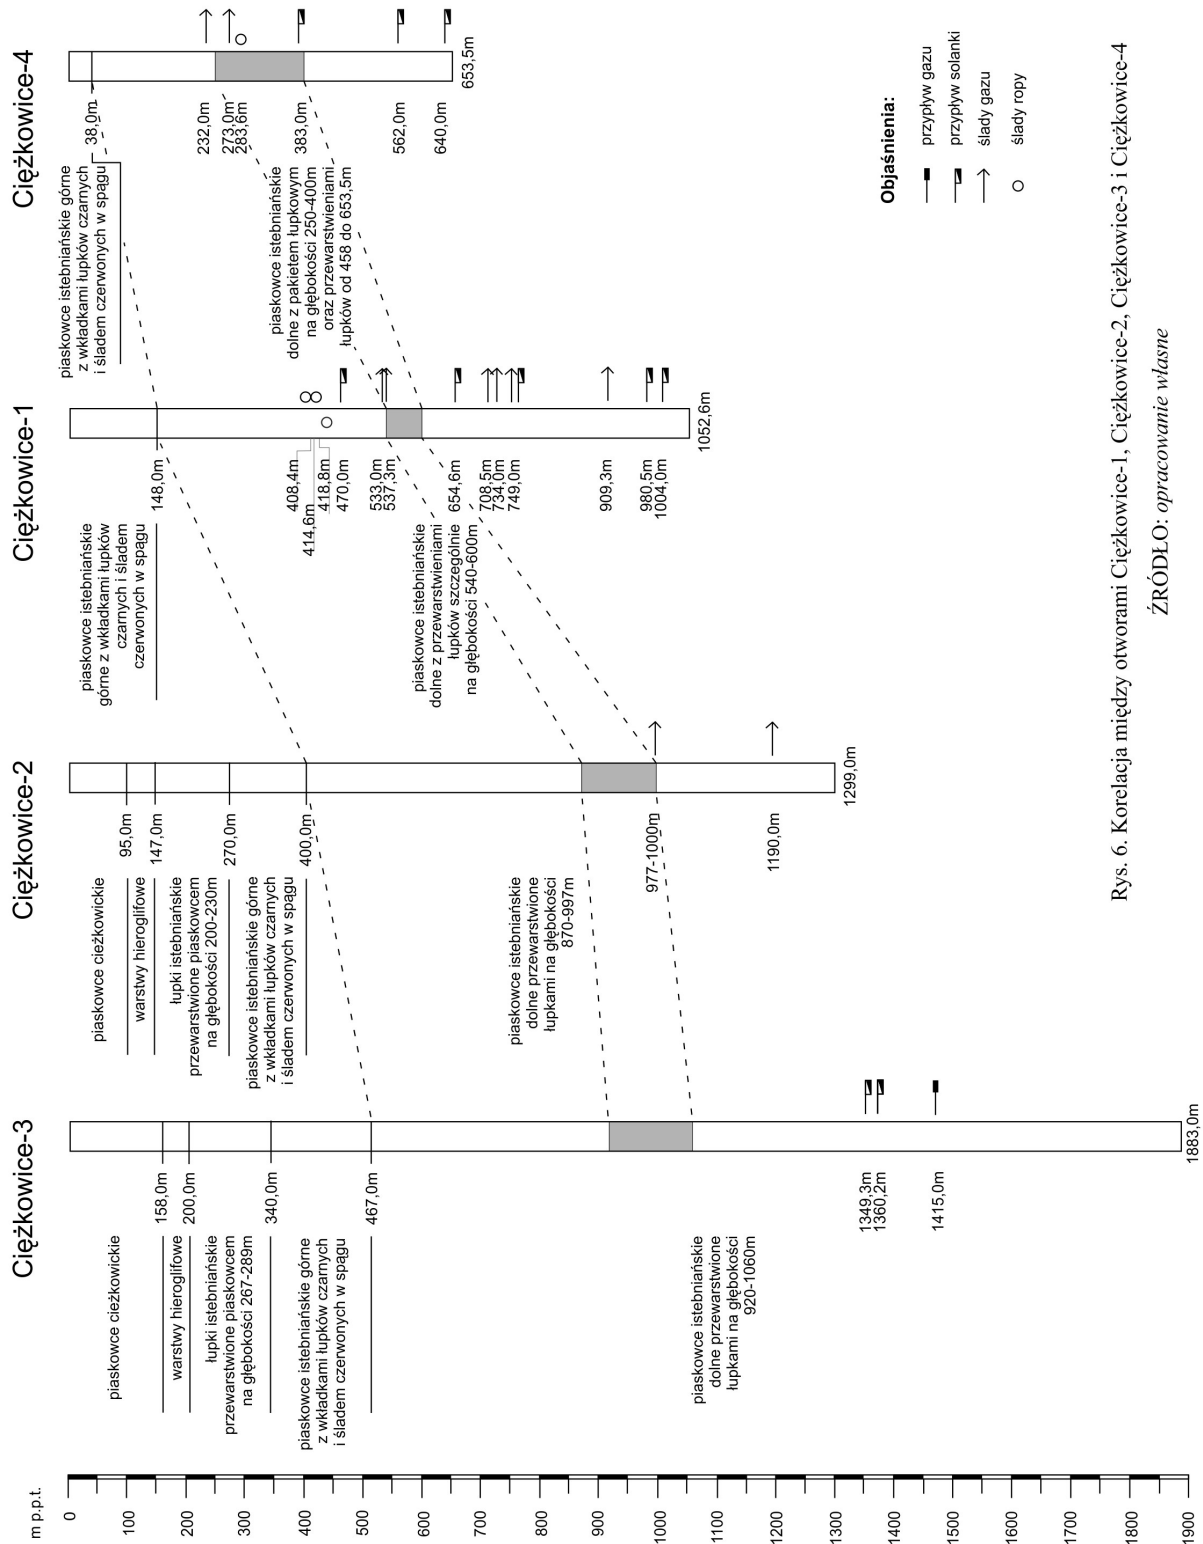 Ciężkowice-3
Ciężkowice-2
Ciężkowice-1
Ciężkowice-4
m p.p.t.
0
100
200
300
400
500
600
700
800
900
1000
1100
1200
1300
1400
1500
1600
1700
1800
1900
piaskowce cieżkowickie
158,0m
warstwy hieroglifowe
200,0m
łupki istebniańskie
przewarstwione piaskowcem
na głębokości 267-289m
340,0m
piaskowce istebniańskie górne
z wkładkami łupków czarnych
i śladem czerwonych w spągu
467,0m
piaskowce istebniańskie
dolne przewarstwione
łupkami na głębokości
920-1060m
1349,3m
1360,2m
1415,0m
1883,0m
piaskowce cieżkowickie
95,0m
warstwy hieroglifowe
147,0m
łupki istebniańskie
przewarstwione piaskowcem
na głębokości 200-230m
270,0m
piaskowce istebniańskie górne
z wkładkami łupków czarnych
i śladem czerwonych w spągu
400,0m
piaskowce istebniańskie
dolne przewarstwione
łupkami na głębokości
870-997m
977-1000m
1190,0m
1299,0m
piaskowce istebniańskie
górne z wkładkami łupków
czarnych i śladem
czerwonych w spągu
148,0m
408,4m
414,6m
418,8m
470,0m
533,0m
537,3m
piaskowce istebniańskie
dolne z przewarstwieniami
łupków szczególnie
na głębokości 540-600m
654,6m
708,5m
734,0m
749,0m
909,3m
980,5m
1004,0m
1052,6m
piaskowce istebniańskie górne
z wkładkami łupków czarnych
i śladem czerwonych w spągu
38,0m
232,0m
273,0m
283,6m
piaskowce istebniańskie
dolne z pakietem łupkowym
na głębokości 250-400m
oraz przewarstwieniami
łupków od 458 do 653,5m
383,0m
562,0m
640,0m
653,5m
Objaśnienia:
przypływ gazu
przypływ solanki
ślady gazu
ślady ropy
Rys. 6. Korelacja między otworami Ciężkowice-1, Ciężkowice-2, Ciężkowice-3 i Ciężkowice-4
ŹRÓDŁO: opracowanie własne